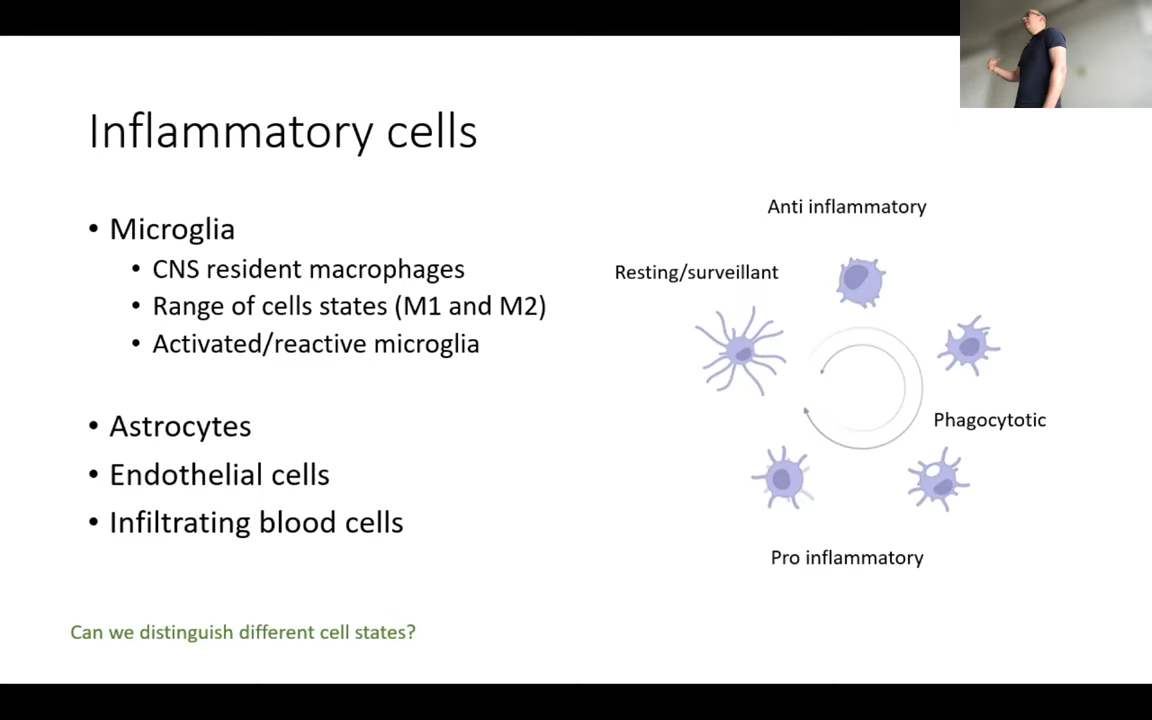 Inflammatory cells
• Microglia
• CNS resident macrophages
• Range of cells states (M1 and M2)
• Activated/reactive microglia
• Astrocytes
• Endothelial cells
• Infiltrating blood cells
Can we distinguish different cell states?
Anti inflammatory
Resting/surveillant
Phagocytotic
Pro inflammatory